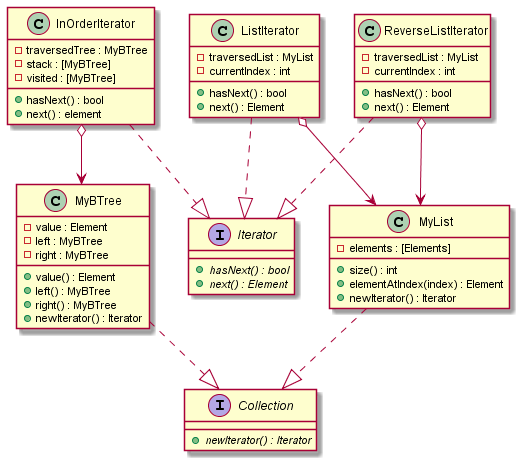 C InOrderIterator
traversedTree : MyBTree
stack : [MyBTree]
visited : [MyBTree]
hasNext() : bool
next() : element
C ListIterator
traversedList : MyList
currentIndex : int
hasNext() : bool
next() : Element
C ReverseListIterator
traversedList : MyList
currentIndex : int
hasNext() : bool
next() : Element
C MyBTree
value : Element
left : MyBTree
right : MyBTree
value() : Element
left() : MyBTree
right() : MyBTree
newIterator() : Iterator
I Iterator
hasNext() : bool
next() : Element
C MyList
elements : [Elements]
size() : int
elementAtIndex(index) : Element
newIterator() : Iterator
I Collection
newIterator() : Iterator